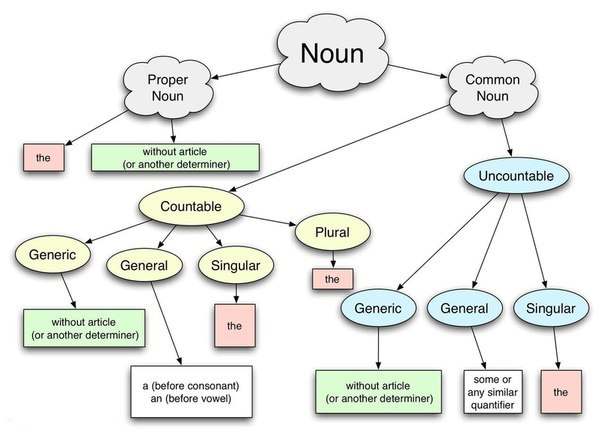 Noun
Proper
Noun
Common
Noun
the
without article
(or another determiner)
Uncountable
Countable
Plural
Generic
General
Singular
the
Generic
General
Singular
without article
(or another determiner)
the
a (before consonant)
an (before vowel)
without article
(or another determiner)
some or
any similar
quantifier
the